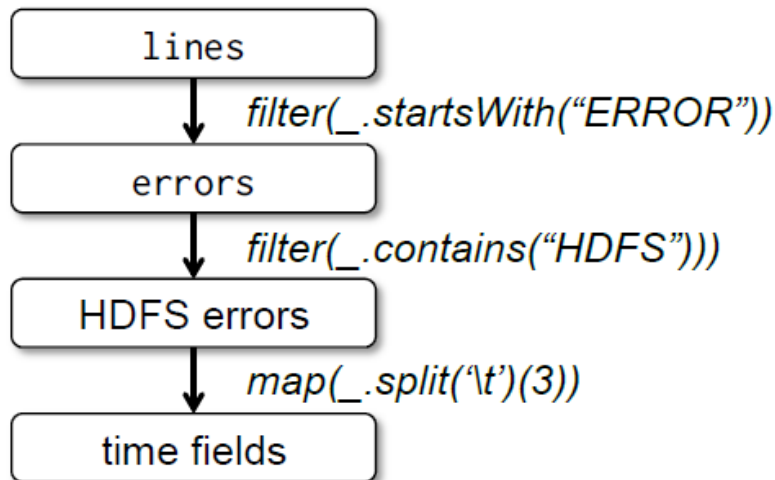 lines
filter(_.startsWith(“ERROR”))
errors
filter(_.contains(“HDFS”)))
HDFS errors
map(_.split(‘\t’)(3))
time fields